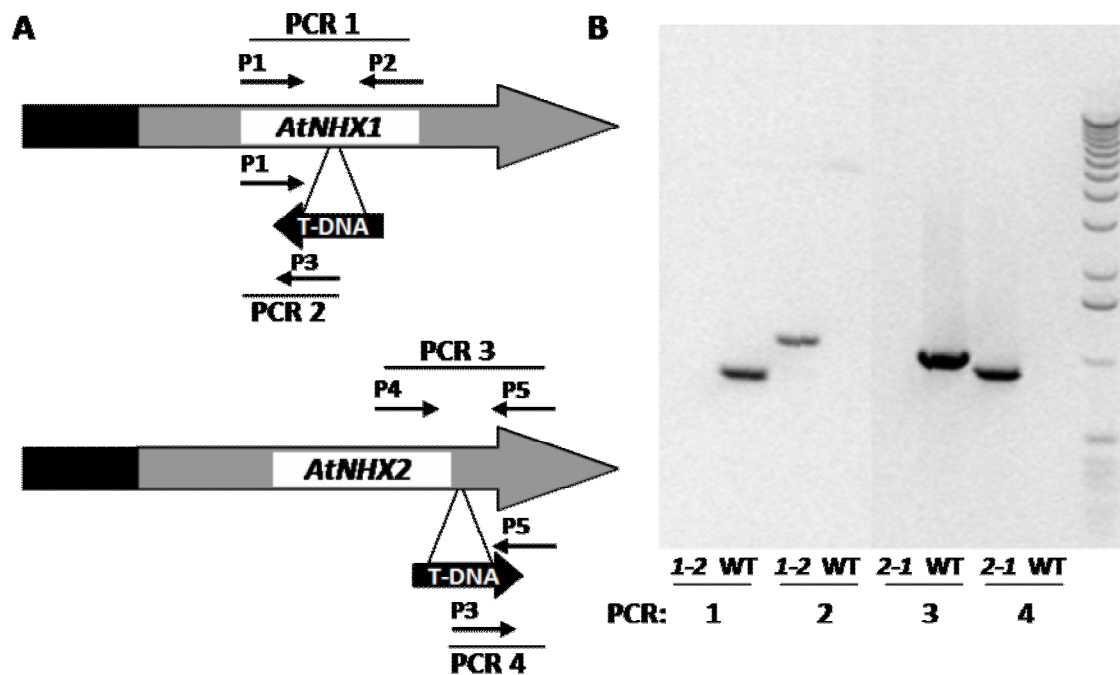 A
PCR 1
P1 P2
AtNHX1
P1
T-DNA
P3
PCR 2
PCR 3
P4 P5
AtNHX2
P5
T-DNA
P3
PCR 4
B
1-2 WT 1-2 WT 2-1 WT 2-1 WT
PCR: 1 2 3 4